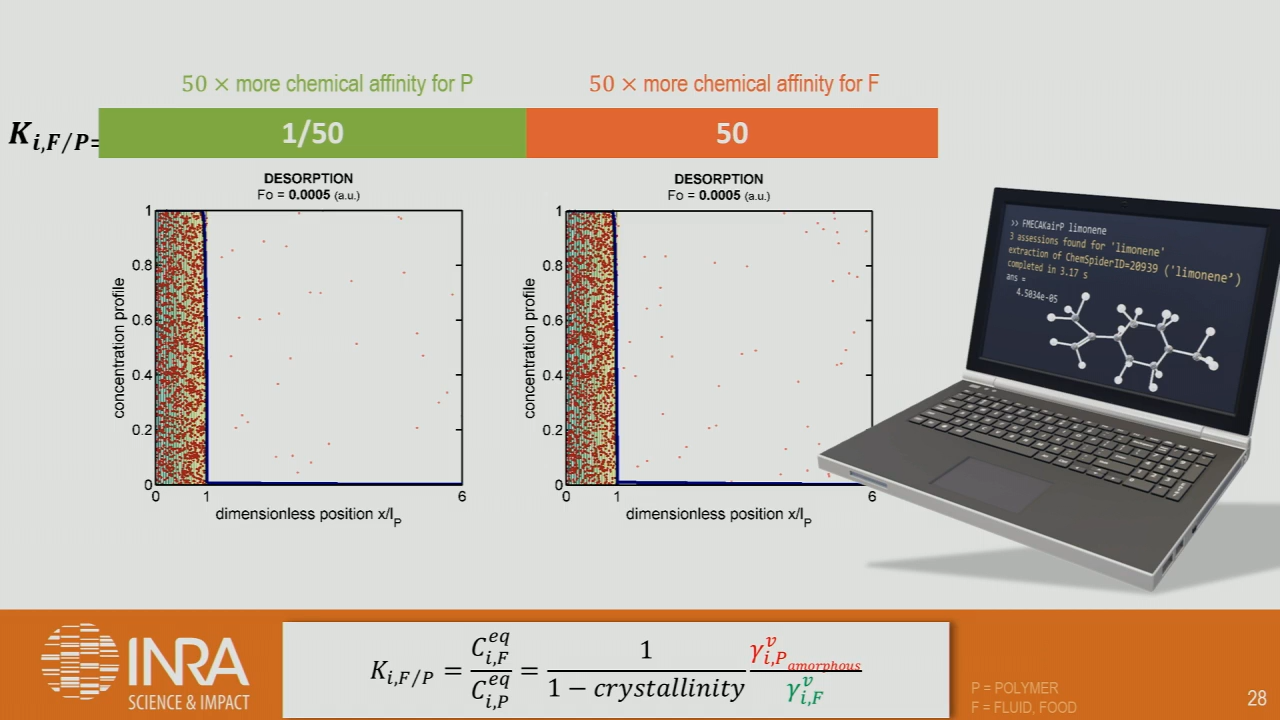 50 × more chemical affinity for P
50 × more chemical affinity for F
K i,F/P=
1/50
50
DESORPTION
Fo = 0.0005 (a.u.)
concentration profile
1
0.8
0.6
0.4
0.2
0
0 1 6
dimensionless position x/l_P
DESORPTION
Fo = 0.0005 (a.u.)
concentration profile
1
0.8
0.6
0.4
0.2
0
0 1 6
dimensionless position x/l_P
>> FMECAKairP limonene
3 assessions found for 'limonene'
extraction of ChemSpiderID=20939 ('limonene')
completed in 3.17 s
ans =
4.5034e-05
INRA
SCIENCE & IMPACT
K_{i,F/P} = C^{eq}_{i,F} / C^{eq}_{i,P} = 1 / (1 − crystallinity) γ^v_{i,P_{amorphous}} / γ^v_{i,F}
P = POLYMER
F = FLUID, FOOD
28